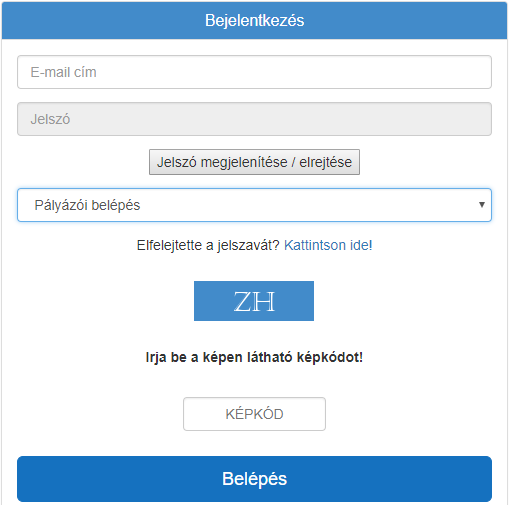 Bejelentkezés
E-mail cím
Jelszó
Jelszó megjelenítése / elrejtése
Pályázói belépés
Elfelejtette a jelszavát? Kattintson ide!
ZH
Irja be a képen látható képkódot!
KÉPKÓD
Belépés